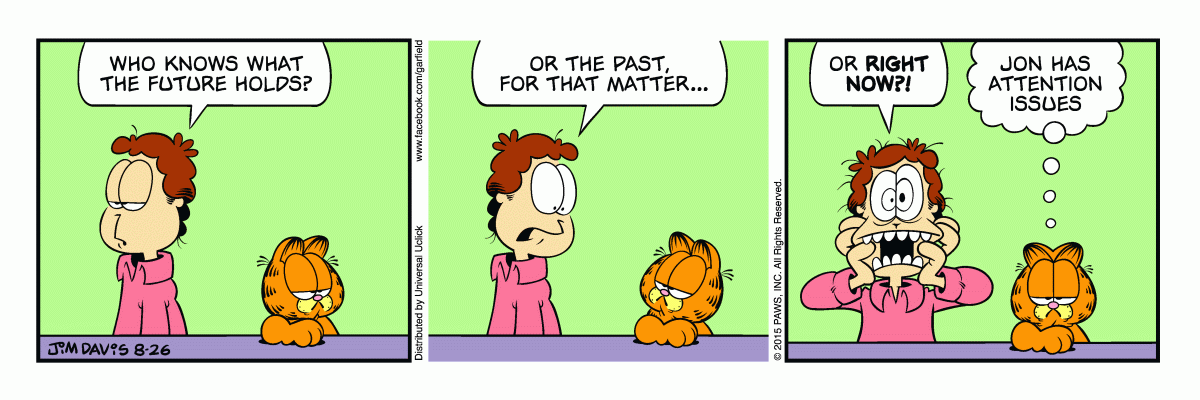 WHO KNOWS WHAT
THE FUTURE HOLDS?
JIM DAVIS 8-26
Distributed by Universal Uclick
www.facebook.com/garfield
OR THE PAST,
FOR THAT MATTER...
© 2015 PAWS, INC. All Rights Reserved.
OR RIGHT
NOW?!
JON HAS
ATTENTION
ISSUES